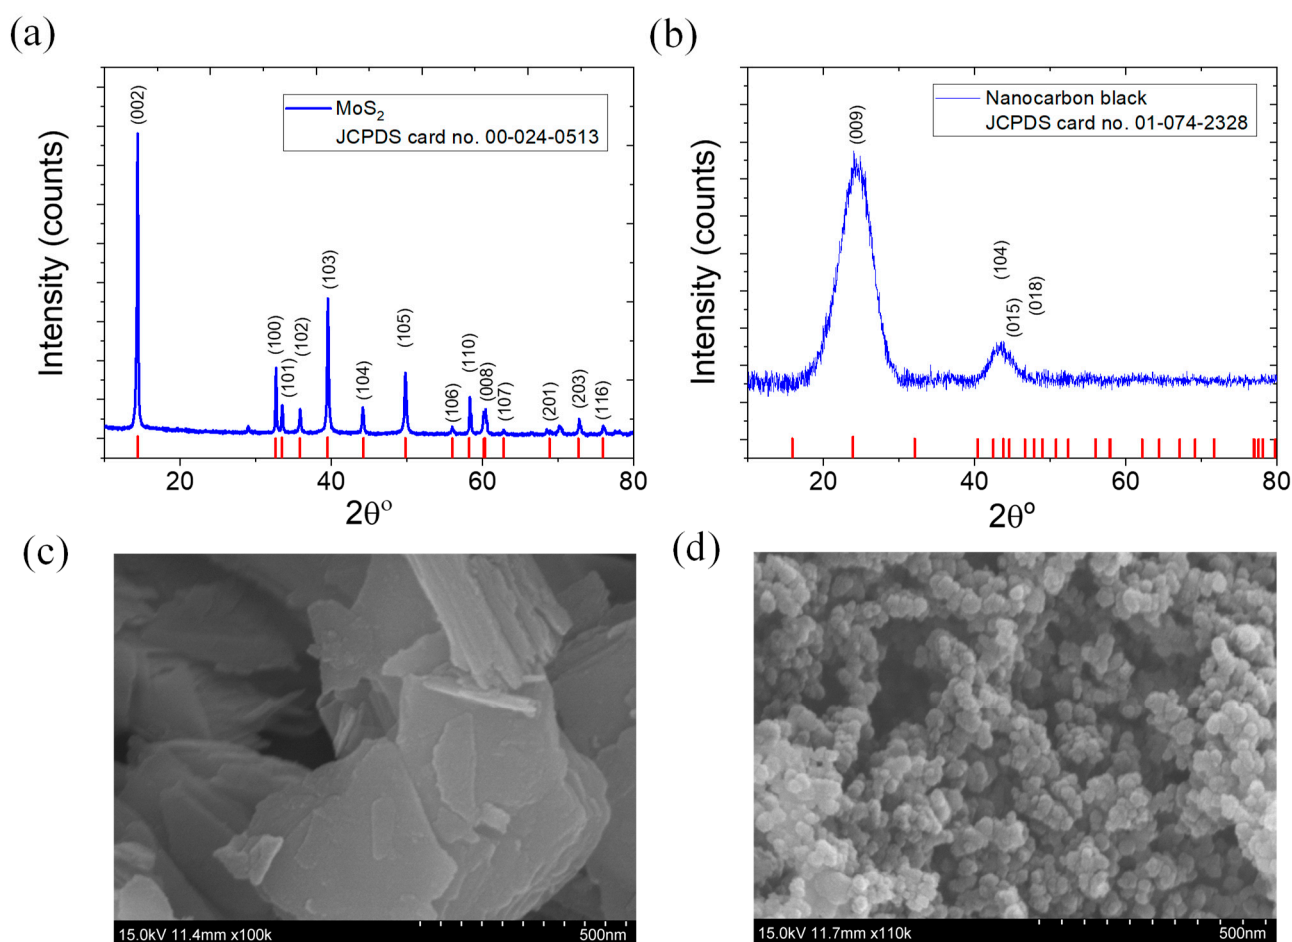 (a)
(b)
(002)
(100)
(101)
(102)
(103)
(104)
(105)
(106)
(110)
(008)
(107)
(201)
(203)
(116)
MoS₂
JCPDS card no. 00-024-0513
Intensity (counts)
20
40
60
80
2θº
(009)
(104)
(015)
(018)
Nanocarbon black
JCPDS card no. 01-074-2328
Intensity (counts)
20
40
60
80
2θº
(c)
(d)
15.0kV 11.4mm x100k
500nm
15.0kV 11.7mm x110k
500nm